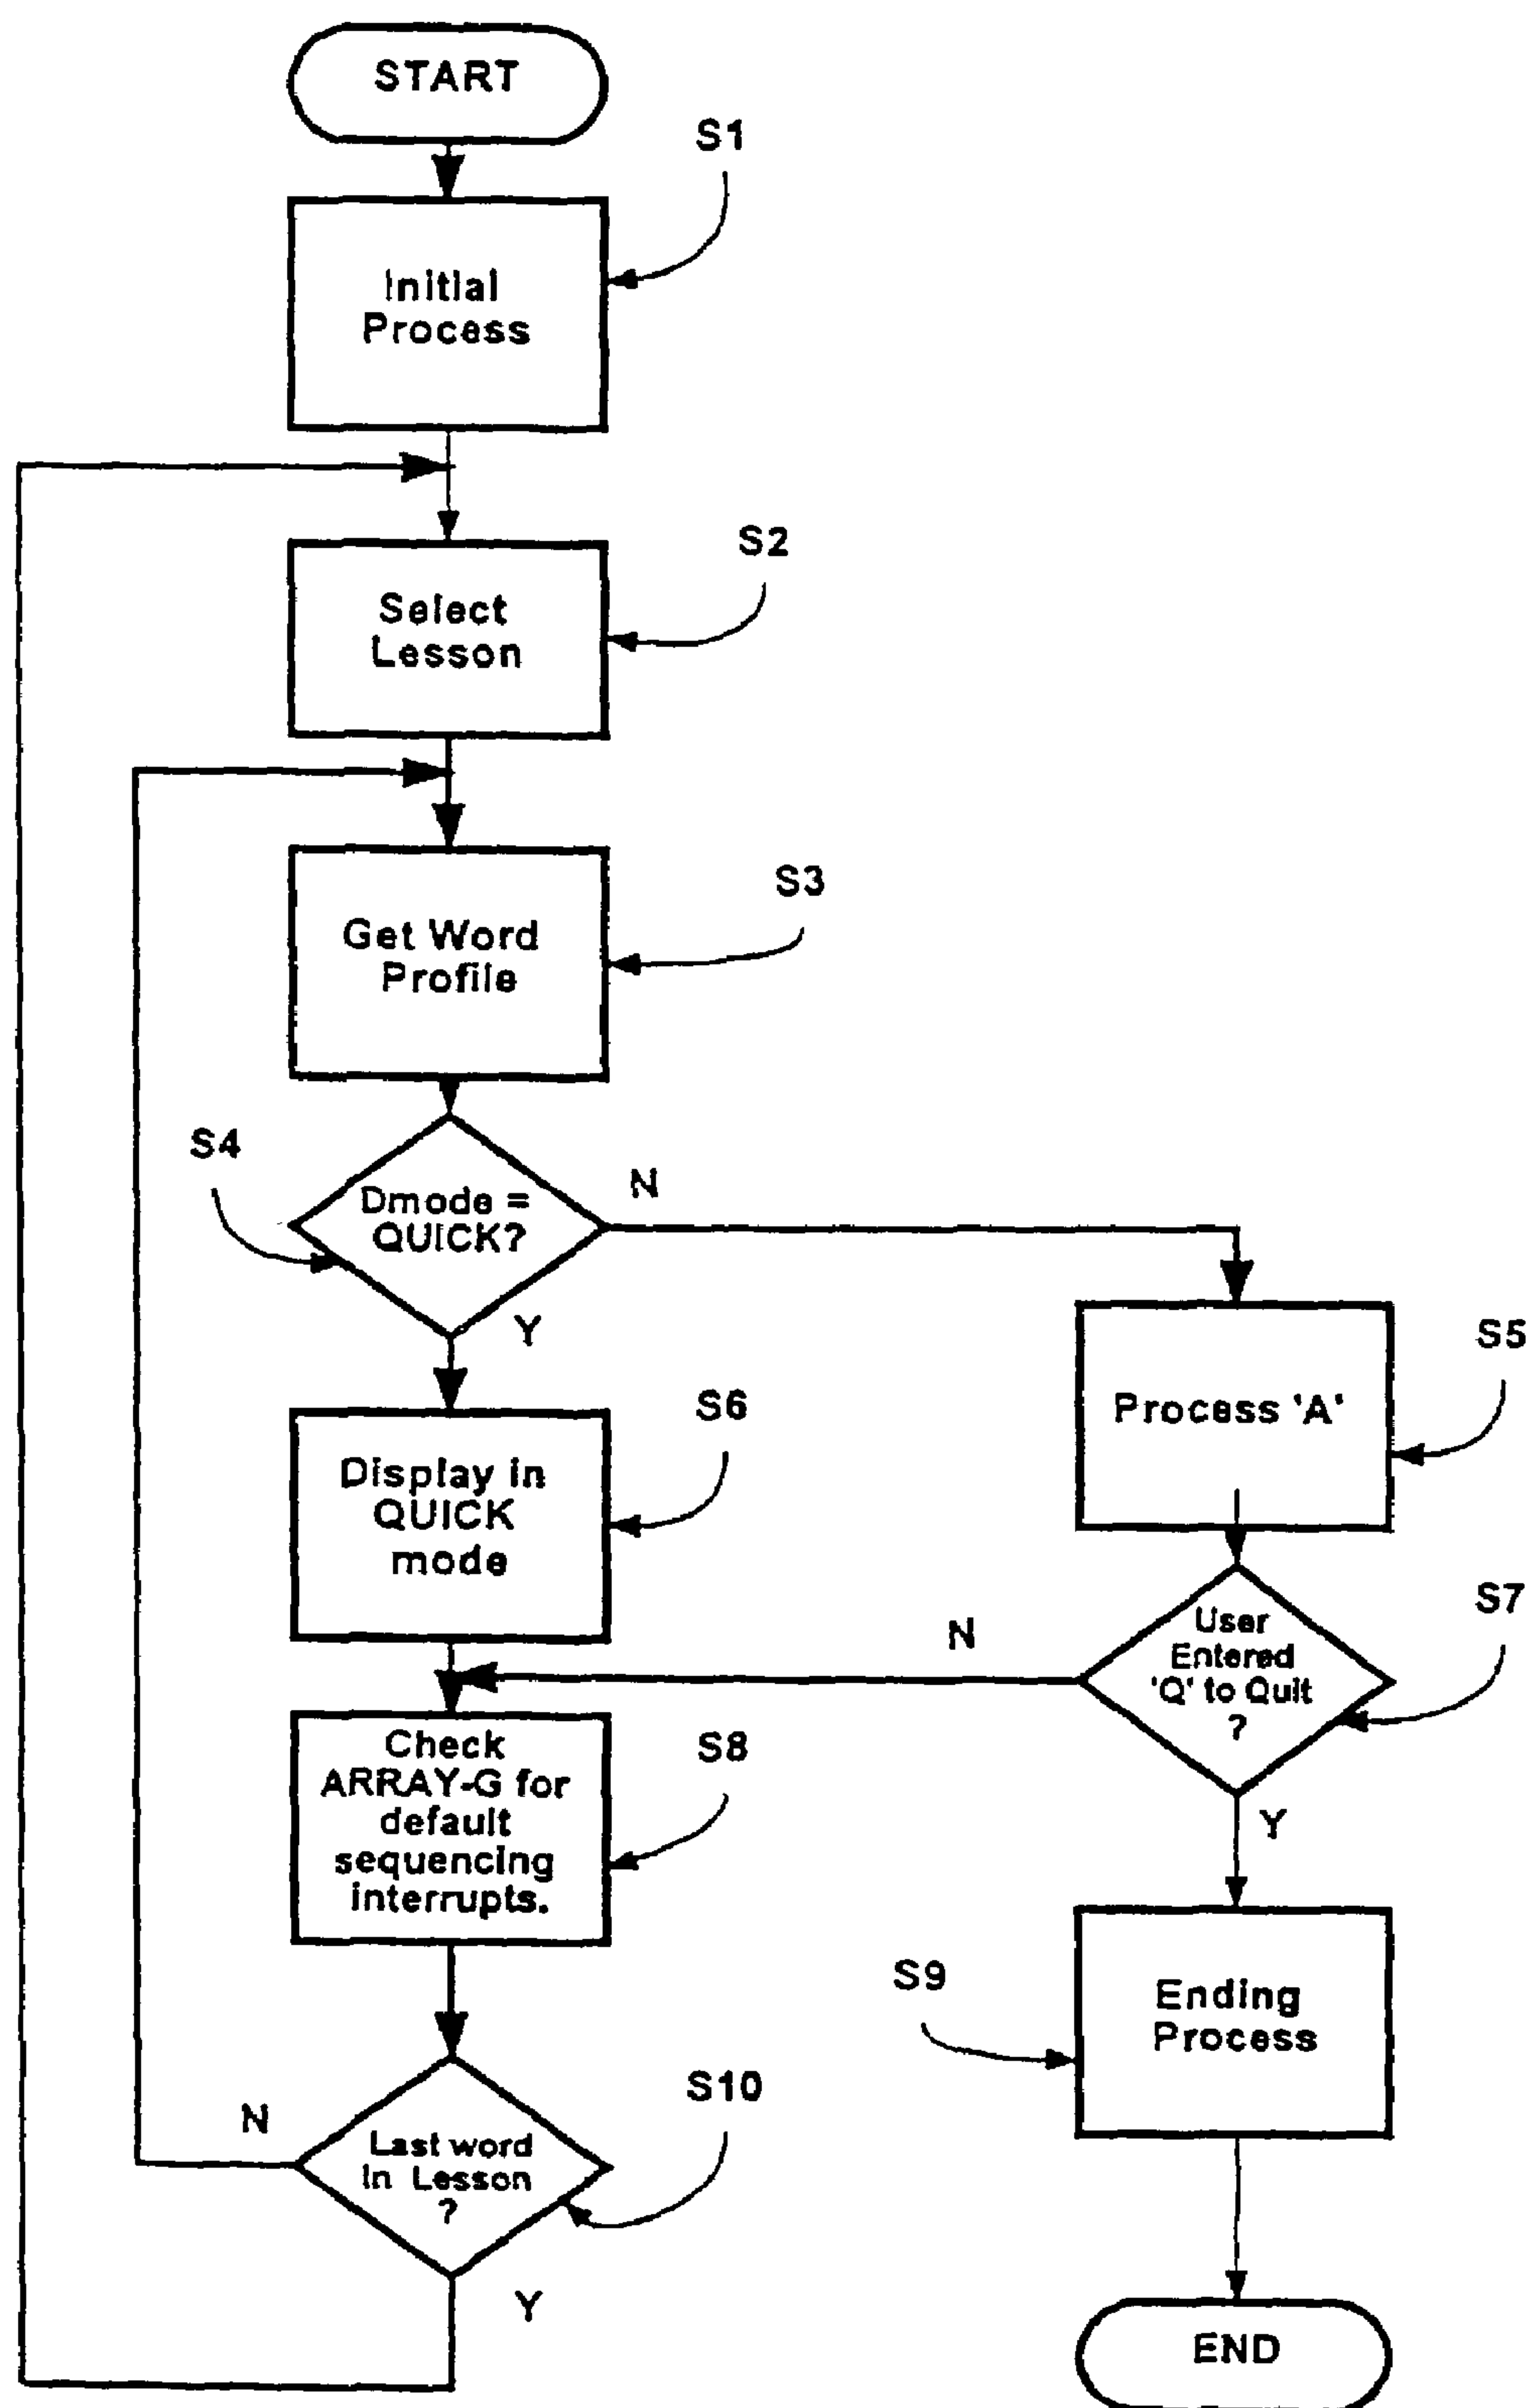 START
S1
Initial
Process
S2
Select
Lesson
S3
Get Word
Profile
S4
Dmode =
QUICK?
N
Y
S5
Process 'A'
S6
Display in
QUICK
mode
S7
User
Entered
'Q' to Quit
?
N
Y
S8
Check
ARRAY-G for
default
sequencing
interrupts.
S9
Ending
Process
S10
Last word
in Lesson
?
N
Y
END